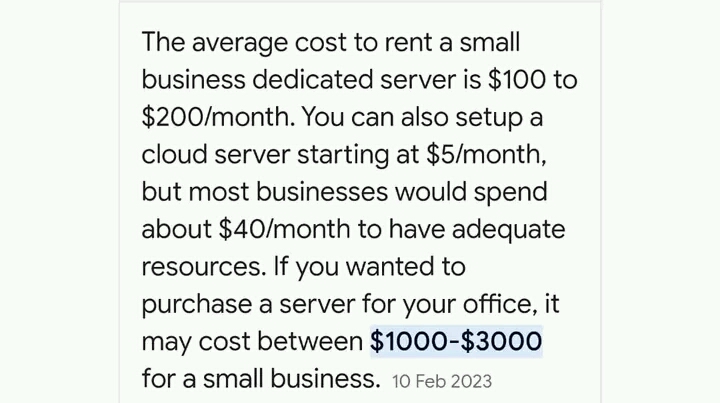 The average cost to rent a small
business dedicated server is $100 to
$200/month. You can also setup a
cloud server starting at $5/month,
but most businesses would spend
about $40/month to have adequate
resources. If you wanted to
purchase a server for your office, it
may cost between $1000-$3000
for a small business. 10 Feb 2023